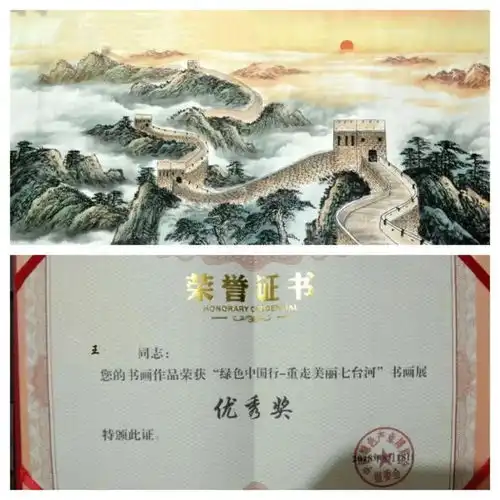 荣誉证书
HONORARY CREDENTIAL
王 同志：
您的书画作品荣获“绿色中国行-重走美丽七台河”书画展
优秀奖
特颁此证。